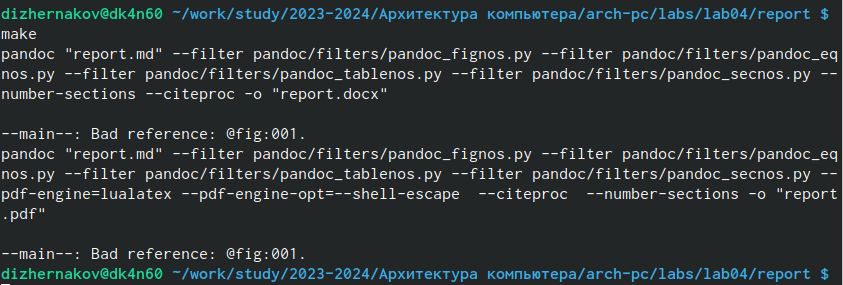 dizhernakov@dk4n60 ~/work/study/2023-2024/Архитектура компьютера/arch-pc/labs/lab04/report $
make
pandoc "report.md" --filter pandoc/filters/pandoc_fignos.py --filter pandoc/filters/pandoc_eq
nos.py --filter pandoc/filters/pandoc_tablenos.py --filter pandoc/filters/pandoc_secnos.py --
number-sections --citeproc -o "report.docx"
--main--: Bad reference: @fig:001.
pandoc "report.md" --filter pandoc/filters/pandoc_fignos.py --filter pandoc/filters/pandoc_eq
nos.py --filter pandoc/filters/pandoc_tablenos.py --filter pandoc/filters/pandoc_secnos.py --
pdf-engine=lualatex --pdf-engine-opt=--shell-escape  --citeproc  --number-sections -o "report
.pdf"
--main--: Bad reference: @fig:001.
dizhernakov@dk4n60 ~/work/study/2023-2024/Архитектура компьютера/arch-pc/labs/lab04/report $